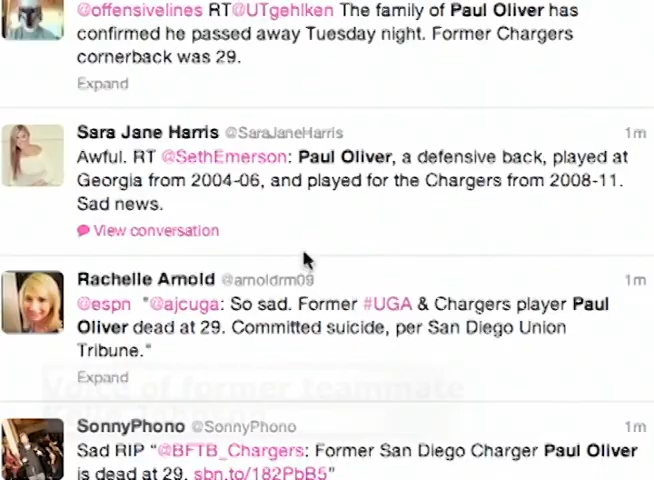 @offensivelines RT@UTgehlken The family of Paul Oliver has
confirmed he passed away Tuesday night. Former Chargers
cornerback was 29.
Expand
Sara Jane Harris @SaraJaneHarris 1m
Awful. RT @SethEmerson: Paul Oliver, a defensive back, played at
Georgia from 2004-06, and played for the Chargers from 2008-11.
Sad news.
View conversation
Rachelle Arnold @arnoldrm09 1m
@espn "@ajcuga: So sad. Former #UGA & Chargers player Paul
Oliver dead at 29. Committed suicide, per San Diego Union
Tribune."
Expand
Voice of former teammate
SonnyPhono @SonnyPhono 1m
Sad RIP "@BFTB_Chargers: Former San Diego Charger Paul Oliver
is dead at 29. sbn.to/182PbB5"